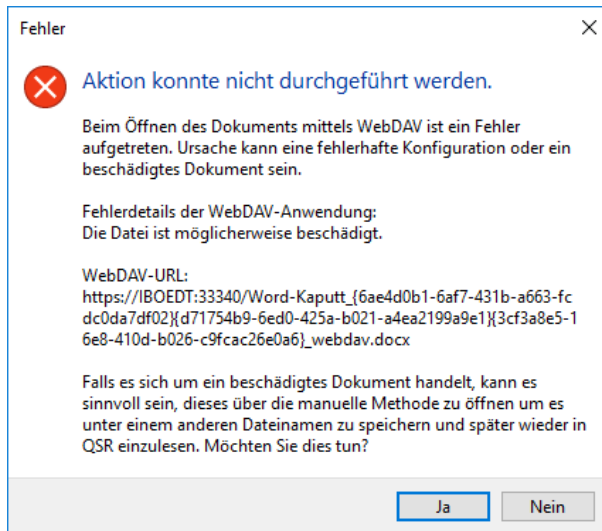 Fehler
Aktion konnte nicht durchgeführt werden.
Beim Öffnen des Dokuments mittels WebDAV ist ein Fehler
aufgetreten. Ursache kann eine fehlerhafte Konfiguration oder ein
beschädigtes Dokument sein.
Fehlerdetails der WebDAV-Anwendung:
Die Datei ist möglicherweise beschädigt.
WebDAV-URL:
https://IBOEDT:33340/Word-Kaputt_{6ae4d0b1-6af7-431b-a663-fc
dc0da7df02}{d71754b9-6ed0-425a-b021-a4ea2199a9e1}{3cf3a8e5-1
6e8-410d-b026-c9fcac26e0a6}_webdav.docx
Falls es sich um ein beschädigtes Dokument handelt, kann es
sinnvoll sein, dieses über die manuelle Methode zu öffnen um es
unter einem anderen Dateinamen zu speichern und später wieder in
QSR einzulesen. Möchten Sie dies tun?
Ja
Nein